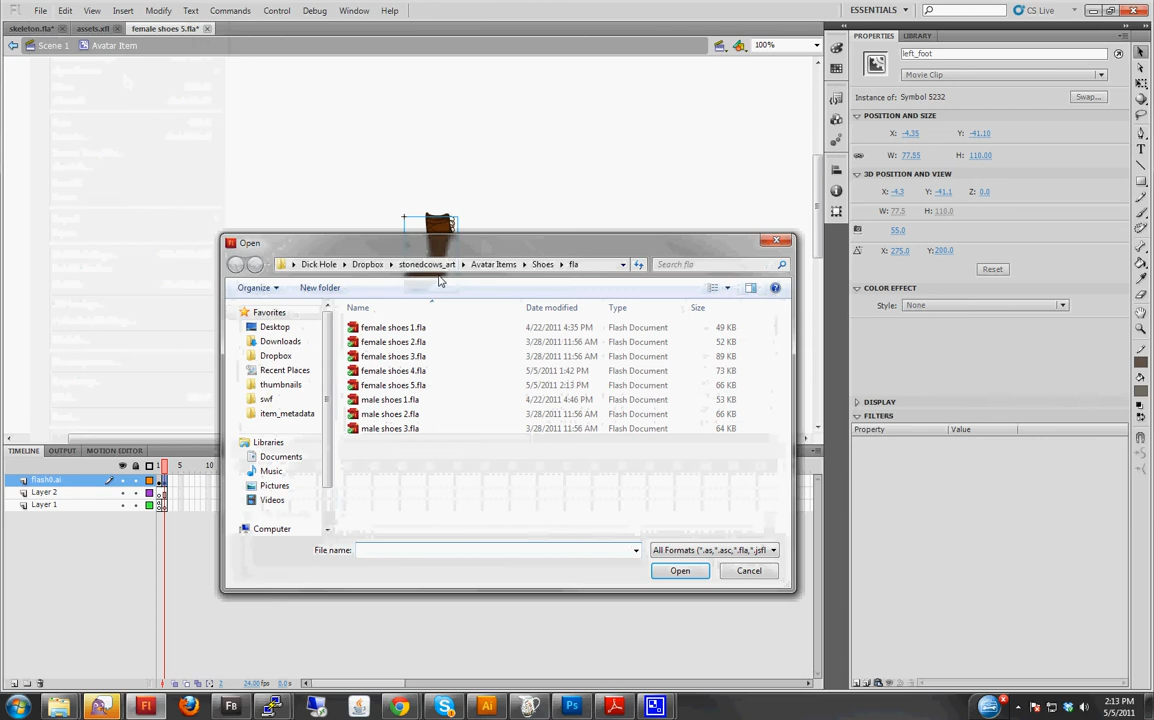 File Edit View Insert Modify Text Commands Control Debug Window Help ESSENTIALS CS Live
skeleton.fla* assets.xfl female shoes 5.fla*
Scene 1 Avatar Item 100%
PROPERTIES LIBRARY
left_foot
Movie Clip
Instance of: Symbol 5232 Swap...
POSITION AND SIZE
X: -4.35 Y: -41.10
W: 77.55 H: 110.00
3D POSITION AND VIEW
X: -4.3 Y: -41.1 Z: 0.0
W: 77.5 H: 110.0
55.0
X: 275.0 Y: 200.0
Reset
COLOR EFFECT
Style: None
DISPLAY
FILTERS
Property Value
Open
Dick Hole Dropbox stonedcows_art Avatar Items Shoes fla Search fla
Organize New folder
Favorites
Desktop
Downloads
Dropbox
Recent Places
thumbnails
swf
item_metadata
Libraries
Documents
Music
Pictures
Videos
Computer
Name Date modified Type Size
female shoes 1.fla 4/22/2011 4:35 PM Flash Document 49 KB
female shoes 2.fla 3/28/2011 11:56 AM Flash Document 52 KB
female shoes 3.fla 3/28/2011 11:56 AM Flash Document 89 KB
female shoes 4.fla 5/5/2011 1:42 PM Flash Document 73 KB
female shoes 5.fla 5/5/2011 2:13 PM Flash Document 66 KB
male shoes 1.fla 4/22/2011 4:46 PM Flash Document 53 KB
male shoes 2.fla 3/28/2011 11:56 AM Flash Document 66 KB
male shoes 3.fla 3/28/2011 11:56 AM Flash Document 64 KB
File name: All Formats (*.as,*.asc,*.fla,*.jsfl
Open Cancel
TIMELINE OUTPUT MOTION EDITOR
1 5 10
flash0.ai
Layer 2
Layer 1
2 24.00 fps 0.0 s
2:13 PM
5/5/2011